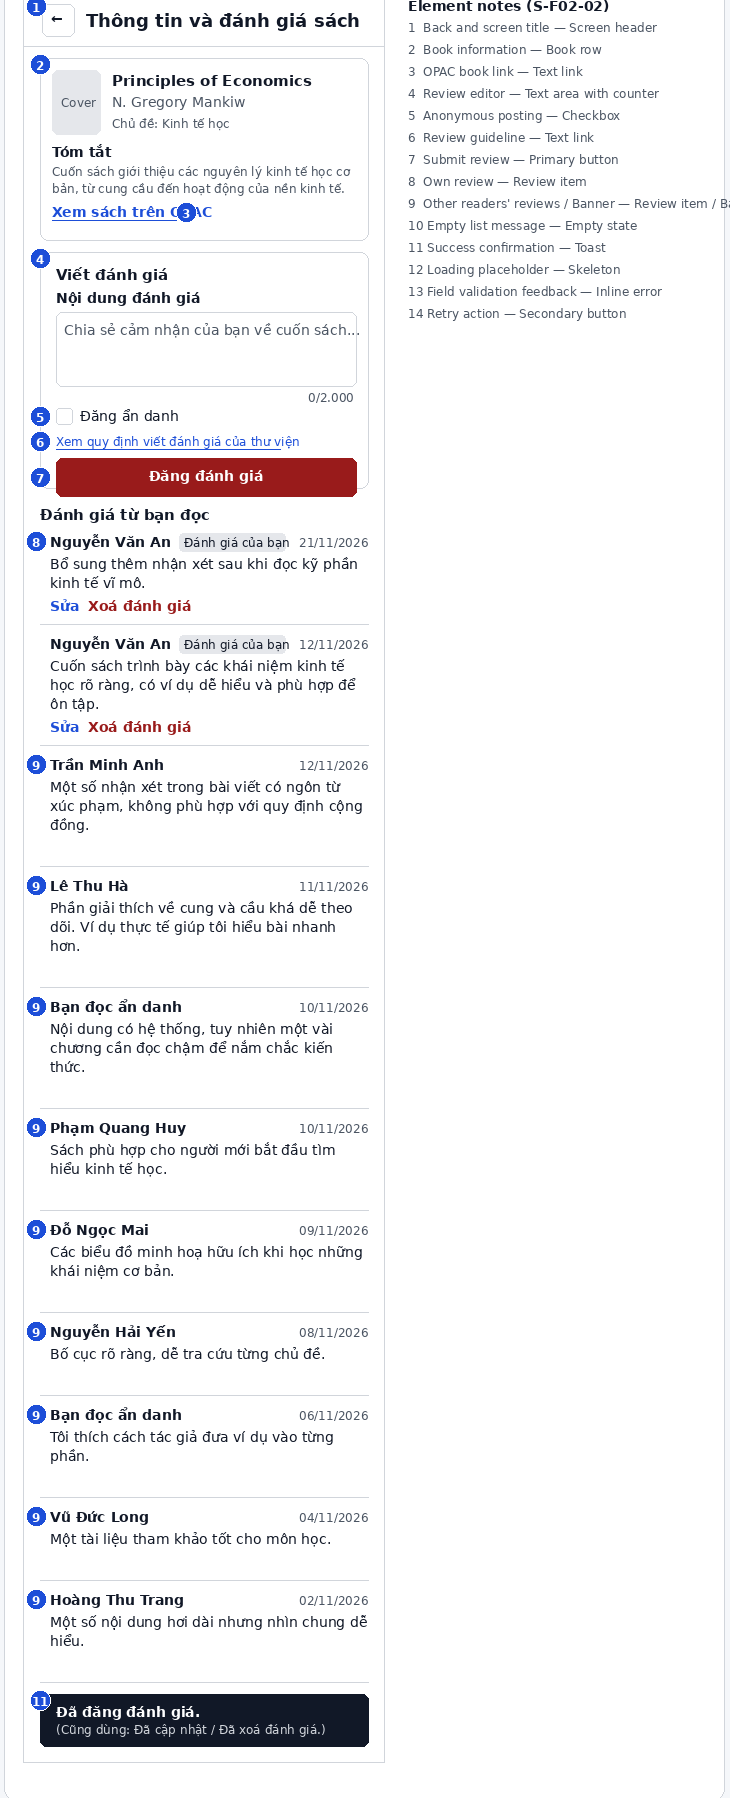 1
←
Thông tin và đánh giá sách
2
Cover
Principles of Economics
N. Gregory Mankiw
Chủ đề: Kinh tế học
Tóm tắt
Cuốn sách giới thiệu các nguyên lý kinh tế học cơ
bản, từ cung cầu đến hoạt động của nền kinh tế.
Xem sách trên
3
4
Viết đánh giá
Nội dung đánh giá
Chia sẻ cảm nhận của bạn về cuốn sách...
0/2.000
5
Đăng ẩn danh
6
Xem quy định viết đánh giá của thư viện
7
Đăng đánh giá
Đánh giá từ bạn đọc
8
Nguyễn Văn An Đánh giá của bạn 21/11/2026
Bổ sung thêm nhận xét sau khi đọc kỹ phần
kinh tế vĩ mô.
Sửa Xoá đánh giá
Nguyễn Văn An Đánh giá của bạn 12/11/2026
Cuốn sách trình bày các khái niệm kinh tế
học rõ ràng, có ví dụ dễ hiểu và phù hợp để
ôn tập.
Sửa Xoá đánh giá
9
Trần Minh Anh 12/11/2026
Một số nhận xét trong bài viết có ngôn từ
xúc phạm, không phù hợp với quy định cộng
đồng.
9
Lê Thu Hà 11/11/2026
Phần giải thích về cung và cầu khá dễ theo
dõi. Ví dụ thực tế giúp tôi hiểu bài nhanh
hơn.
9
Bạn đọc ẩn danh 10/11/2026
Nội dung có hệ thống, tuy nhiên một vài
chương cần đọc chậm để nắm chắc kiến
thức.
9
Phạm Quang Huy 10/11/2026
Sách phù hợp cho người mới bắt đầu tìm
hiểu kinh tế học.
9
Đỗ Ngọc Mai 09/11/2026
Các biểu đồ minh hoạ hữu ích khi học những
khái niệm cơ bản.
9
Nguyễn Hải Yến 08/11/2026
Bố cục rõ ràng, dễ tra cứu từng chủ đề.
9
Bạn đọc ẩn danh 06/11/2026
Tôi thích cách tác giả đưa ví dụ vào từng
phần.
9
Vũ Đức Long 04/11/2026
Một tài liệu tham khảo tốt cho môn học.
9
Hoàng Thu Trang 02/11/2026
Một số nội dung hơi dài nhưng nhìn chung dễ
hiểu.
11
Đã đăng đánh giá.
(Cũng dùng: Đã cập nhật / Đã xoá đánh giá.)
Element notes (S-F02-02)
1 Back and screen title — Screen header
2 Book information — Book row
3 OPAC book link — Text link
4 Review editor — Text area with counter
5 Anonymous posting — Checkbox
6 Review guideline — Text link
7 Submit review — Primary button
8 Own review — Review item
9 Other readers' reviews / Banner — Review item /
10 Empty list message — Empty state
11 Success confirmation — Toast
12 Loading placeholder — Skeleton
13 Field validation feedback — Inline error
14 Retry action — Secondary button